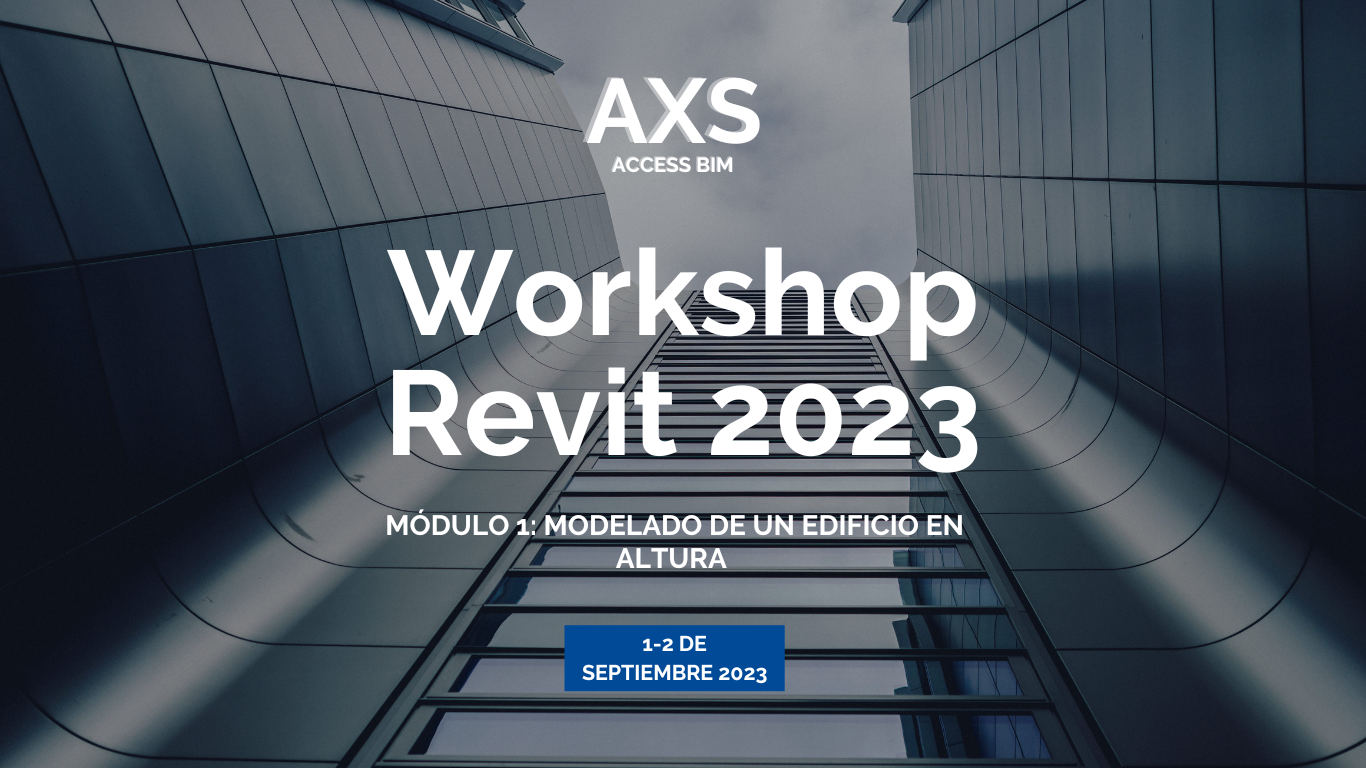 AXS
ACCESS BIM
Workshop
Revit 2023
MÓDULO 1: MODELADO DE UN EDIFICIO EN
ALTURA
1-2 DE
SEPTIEMBRE 2023